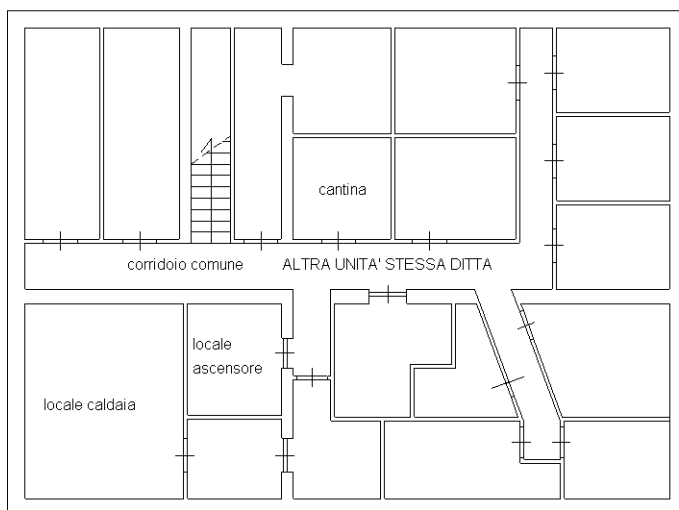 cantina
corridoio comune ALTRA UNITA' STESSA DITTA
locale
ascensore
locale caldaia